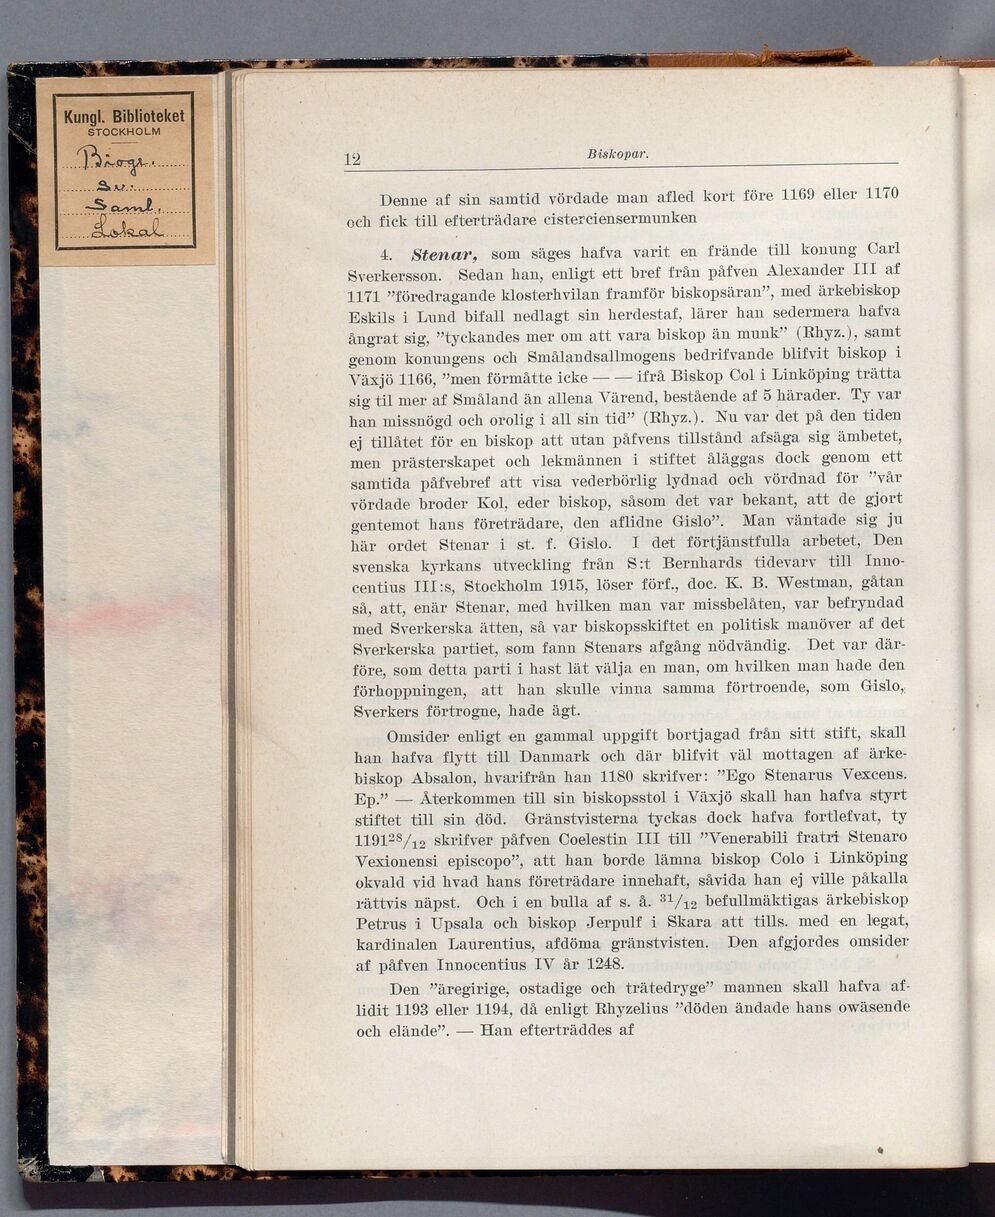 Kungl. Biblioteket
STOCKHOLM
Biogr.
Sv.
Saml.
Lokal
12
Biskopar.
Denne af sin samtid vördade man afled kort före 1169 eller 1170
och fick till efterträdare cisterciensermunken
4. Stenar, som säges hafva varit en frände till konung Carl
Sverkersson. Sedan han, enligt ett bref från påfven Alexander III af
1171 ”föredragande klosterhvilan framför biskopsäran”, med ärkebiskop
Eskils i Lund bifall nedlagt sin herdestaf, lärer han sedermera hafva
ångrat sig, ”tyckandes mer om att vara biskop än munk” (Rhyz.), samt
genom konungens och Smålandsallmogens bedrifvande blifvit biskop i
Växjö 1166, ”men förmåtte icke — — ifrå Biskop Col i Linköping trätta
sig til mer af Småland än allena Värend, bestående af 5 härader. Ty var
han missnögd och orolig i all sin tid” (Rhyz.). Nu var det på den tiden
ej tillåtet för en biskop att utan påfvens tillstånd afsäga sig ämbetet,
men prästerskapet och lekmännen i stiftet åläggas dock genom ett
samtida påfvebref att visa vederbörlig lydnad och vördnad för ”vår
vördade broder Kol, eder biskop, såsom det var bekant, att de gjort
gentemot hans företrädare, den aflidne Gislo”. Man väntade sig ju
här ordet Stenar i st. f. Gislo. I det förtjänstfulla arbetet, Den
svenska kyrkans utveckling från S:t Bernhards tidevarv till Inno-
centius III:s, Stockholm 1915, löser förf., doc. K. B. Westman, gåtan
så, att, enär Stenar, med hvilken man var missbelåten, var befryndad
med Sverkerska ätten, så var biskopsskiftet en politisk manöver af det
Sverkerska partiet, som fann Stenars afgång nödvändig. Det var där-
före, som detta parti i hast lät välja en man, om hvilken man hade den
förhoppningen, att han skulle vinna samma förtroende, som Gislo,
Sverkers förtrogne, hade ägt.
Omsider enligt en gammal uppgift bortjagad från sitt stift, skall
han hafva flytt till Danmark och där blifvit väl mottagen af ärke-
biskop Absalon, hvarifrån han 1180 skrifver: ”Ego Stenarus Vexcens.
Ep.” — Återkommen till sin biskopsstol i Växjö skall han hafva styrt
stiftet till sin död. Gränstvisterna tyckas dock hafva fortlefvat, ty
1191²⁸/₁₂ skrifver påfven Coelestin III till ”Venerabili fratri Stenaro
Vexionensi episcopo”, att han borde lämna biskop Colo i Linköping
okvald vid hvad hans företrädare innehaft, såvida han ej ville påkalla
rättvis näpst. Och i en bulla af s. å. ³¹/₁₂ befullmäktigas ärkebiskop
Petrus i Upsala och biskop Jerpulf i Skara att tills. med en legat,
kardinalen Laurentius, afdöma gränstvisten. Den afgjordes omsider
af påfven Innocentius IV år 1248.
Den ”äregirige, ostadige och trätedryge” mannen skall hafva af-
lidit 1193 eller 1194, då enligt Rhyzelius ”döden ändade hans owäsende
och elände”. — Han efterträddes af